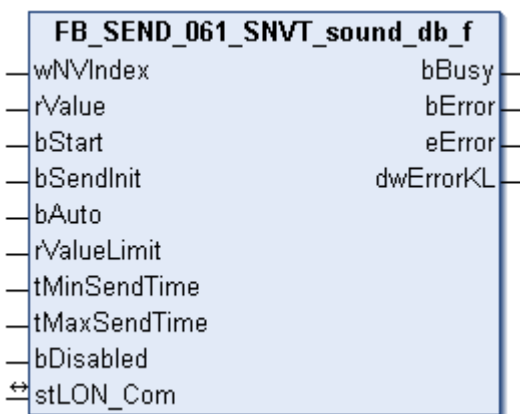 FB_SEND_061_SNVT_sound_db_f
wNVIndex bBusy
rValue bError
bStart eError
bSendInit dwErrorKL
bAuto
rValueLimit
tMinSendTime
tMaxSendTime
bDisabled
stLON_Com